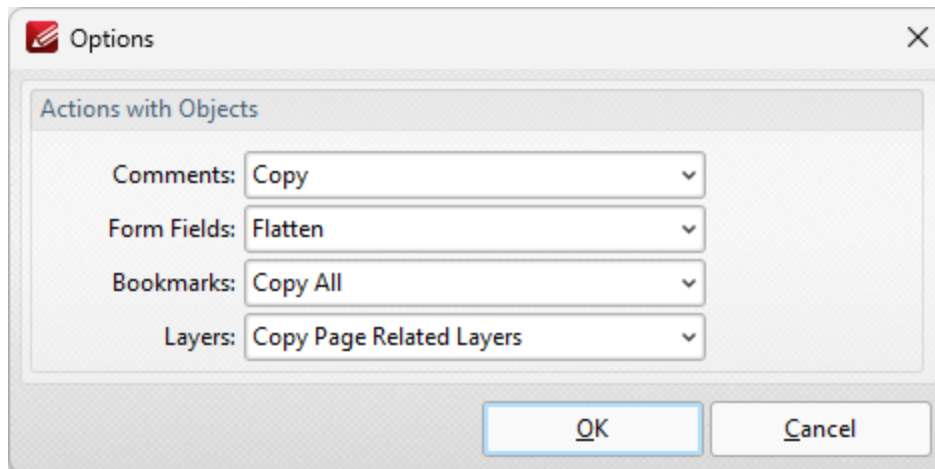 Options
Actions with Objects
Comments: Copy
Form Fields: Flatten
Bookmarks: Copy All
Layers: Copy Page Related Layers
OK Cancel